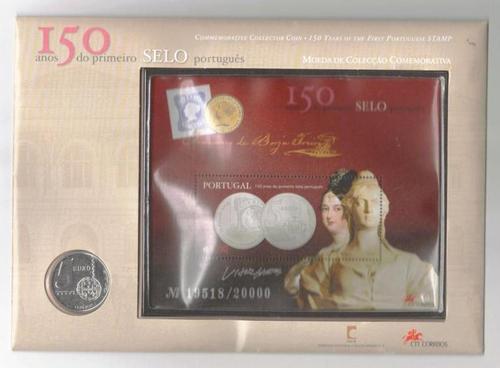 150
anos do primeiro SELO português
COMMEMORATIVE COLLECTOR COIN - 150 YEARS OF THE FIRST PORTUGUESE STAMP
MOEDA DE COLECÇÃO COMEMORATIVA
150
SELO
PORTUGAL 150 anos do primeiro selo português
Nº 19518/20000
5 EURO
CTT CORREIOS